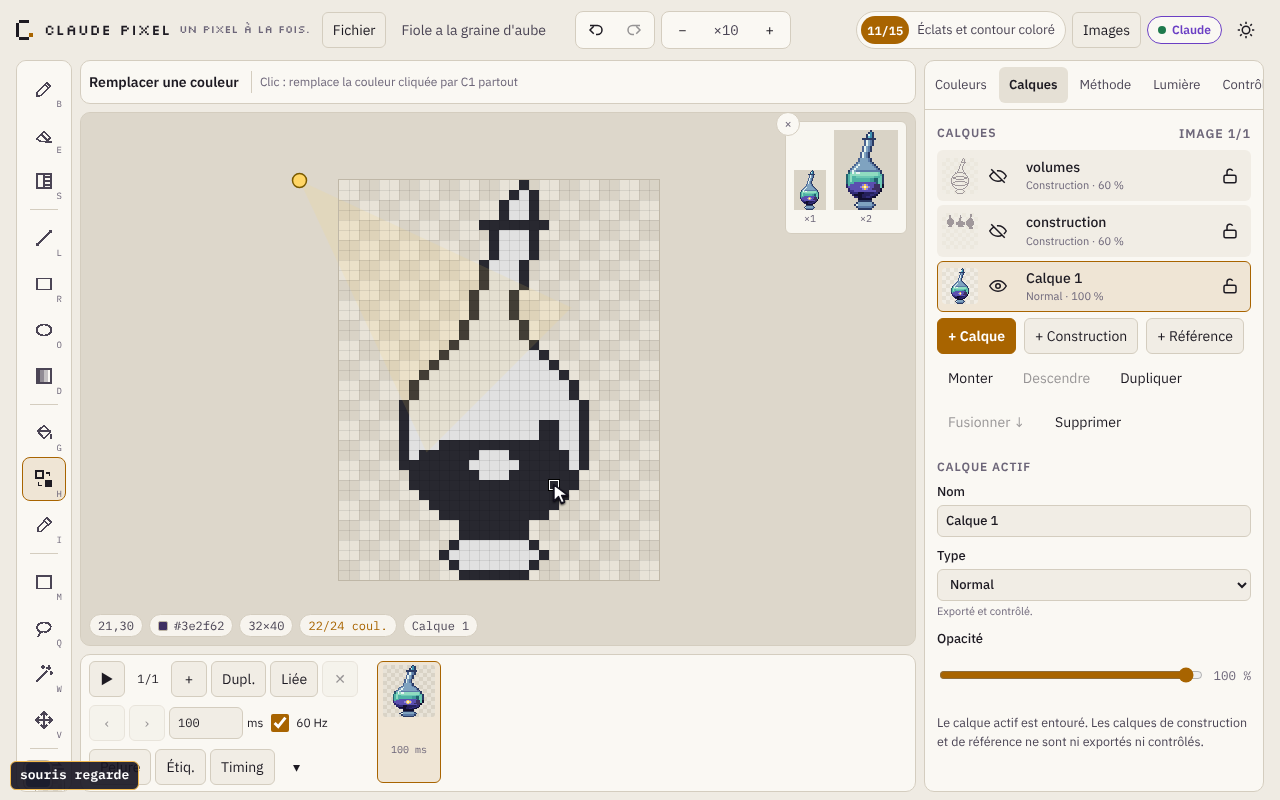 CLAUDE PIXEL UN PIXEL À LA FOIS. Fichier Fiole a la graine d'aube − ×10 + 11/15 Éclats et contour coloré Images Claude
Remplacer une couleur Clic : remplace la couleur cliquée par C1 partout
B
E
S
L
R
O
D
G
H
I
M
Q
W
V
×
×1 ×2
21,30 #3e2f62 32×40 22/24 coul. Calque 1
1/1 + Dupl. Liée ×
‹ › 100 ms 60 Hz
Étiq. Timing ▼
100 ms
souris regarde
Couleurs Calques Méthode Lumière Contrô
CALQUES IMAGE 1/1
volumes
Construction · 60 %
construction
Construction · 60 %
Calque 1
Normal · 100 %
+ Calque + Construction + Référence
Monter Descendre Dupliquer
Fusionner ↓ Supprimer
CALQUE ACTIF
Nom
Calque 1
Type
Normal
Exporté et contrôlé.
Opacité
100 %
Le calque actif est entouré. Les calques de construction
et de référence ne sont ni exportés ni contrôlés.